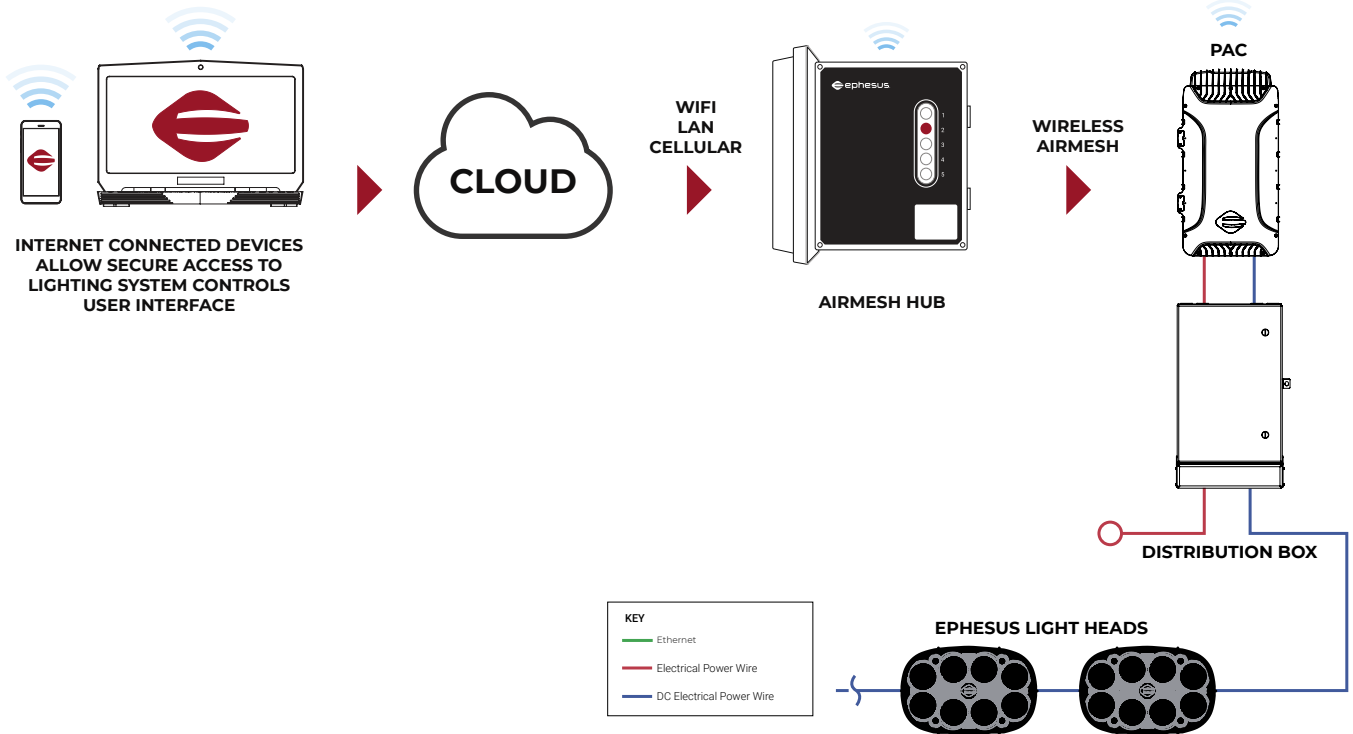 PAC
ephesus
1
2
3
4
5
WIFI
LAN
CELLULAR
WIRELESS
AIRMESH
CLOUD
INTERNET CONNECTED DEVICES
ALLOW SECURE ACCESS TO
LIGHTING SYSTEM CONTROLS
USER INTERFACE
AIRMESH HUB
DISTRIBUTION BOX
KEY
Ethernet
Electrical Power Wire
DC Electrical Power Wire
EPHESUS LIGHT HEADS